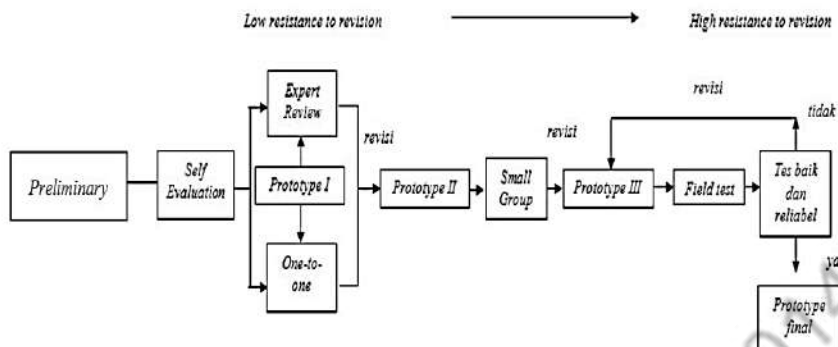 Low resistance to revision
High resistance to revision
Expert
Review
revisi
revisi
revisi
tidak
Preliminary
Self
Evaluation
Prototype I
Prototype II
Small
Group
Prototype III
Field test
Tes baik
dan
reliabel
One-to-
one
ya
Prototype
final